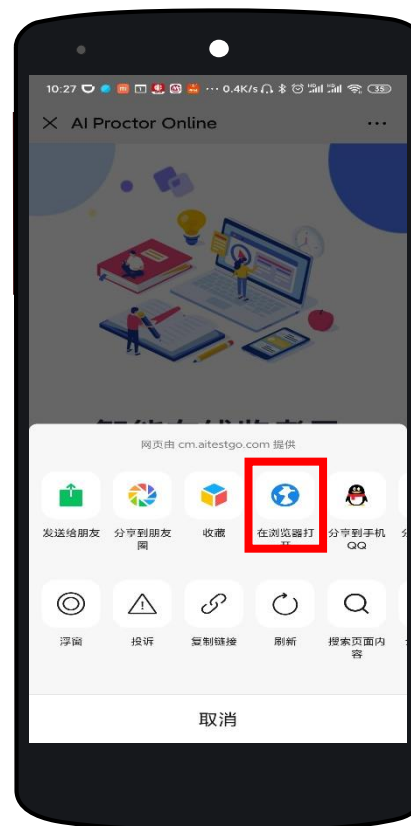 10:27
0.4K/s
35
AI Proctor Online
网页由 cm.aitestgo.com 提供
发送给朋友
分享到朋友圈
收藏
在浏览器打
分享到手机QQ
浮窗
投诉
复制链接
刷新
搜索页面内容
取消